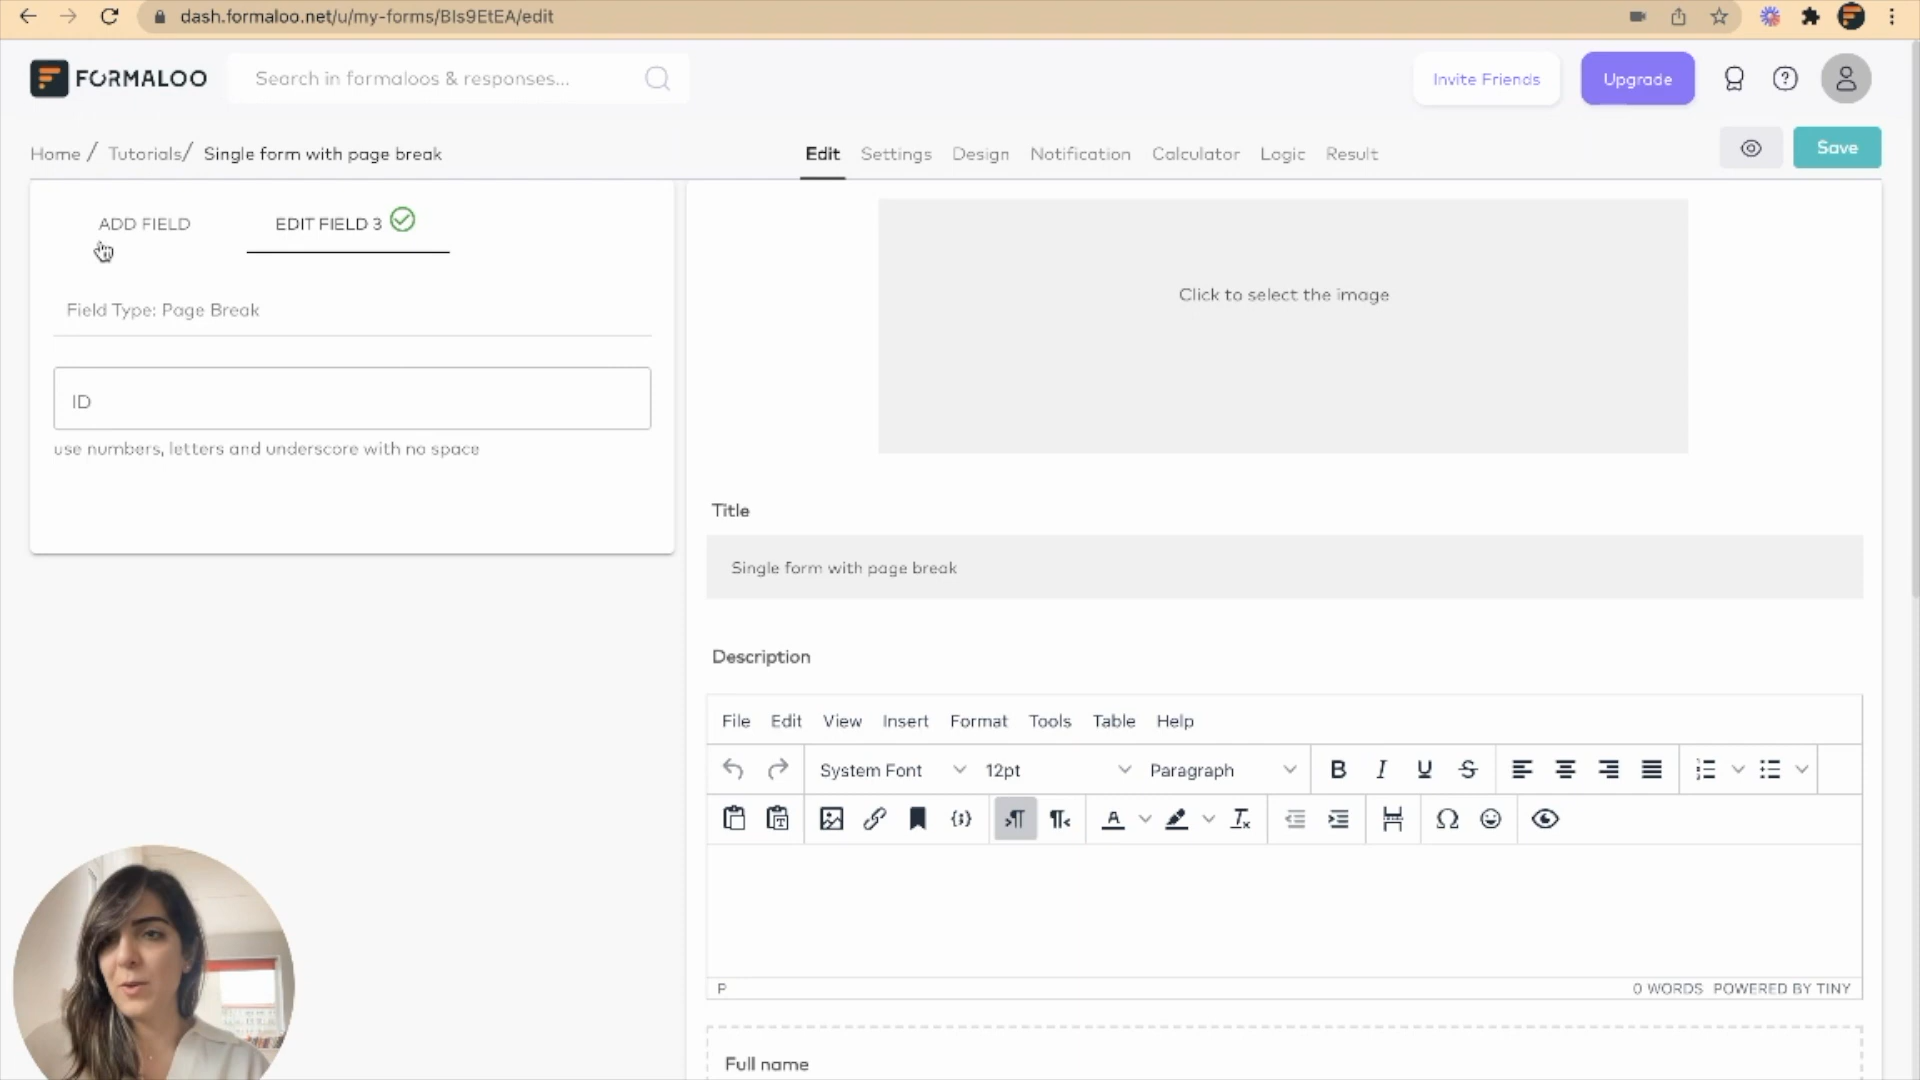 dash.formaloo.net/u/my-forms/BIs9EtEA/edit
FORMALOO
Search in formaloos & responses...
Invite Friends
Upgrade
Home / Tutorials/ Single form with page break
Edit Settings Design Notification Calculator Logic Result
Save
ADD FIELD
EDIT FIELD 3
Field Type: Page Break
ID
use numbers, letters and underscore with no space
Click to select the image
Title
Single form with page break
Description
File Edit View Insert Format Tools Table Help
System Font 12pt Paragraph
P
0 WORDS POWERED BY TINY
Full name